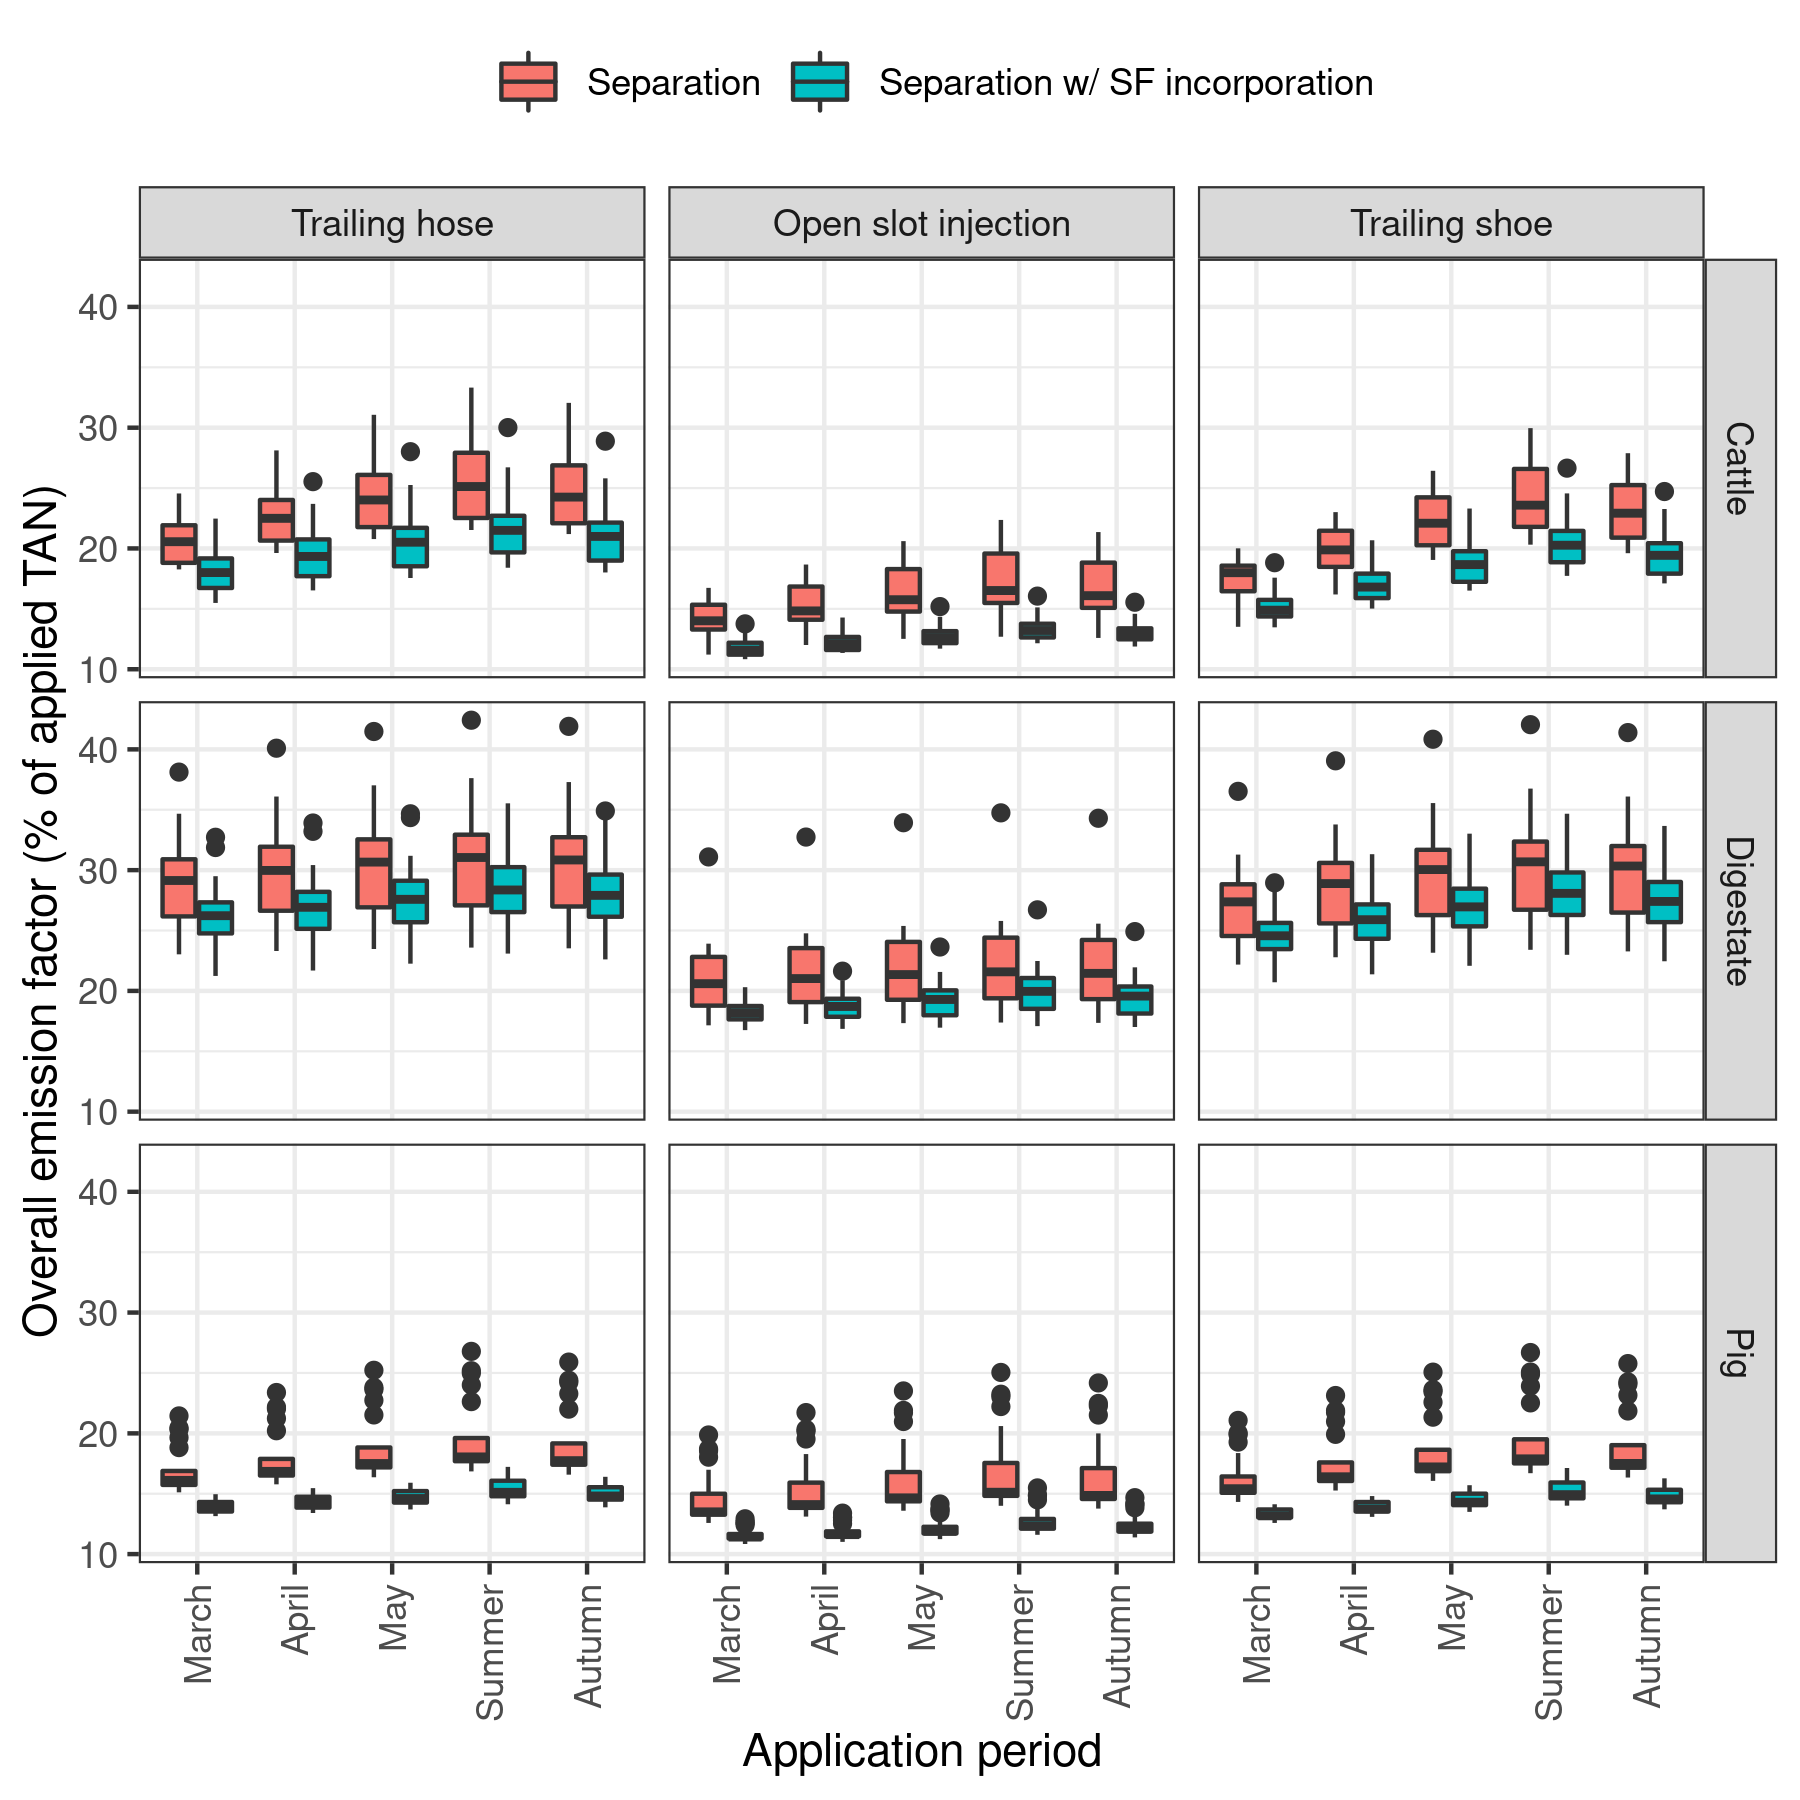 Separation
Separation w/ SF incorporation
Trailing hose
Open slot injection
Trailing shoe
Overall emission factor (% of applied TAN)
40
30
20
10
Cattle
40
30
20
10
Digestate
40
30
20
10
Pig
March
April
May
Summer
Autumn
March
April
May
Summer
Autumn
March
April
May
Summer
Autumn
Application period